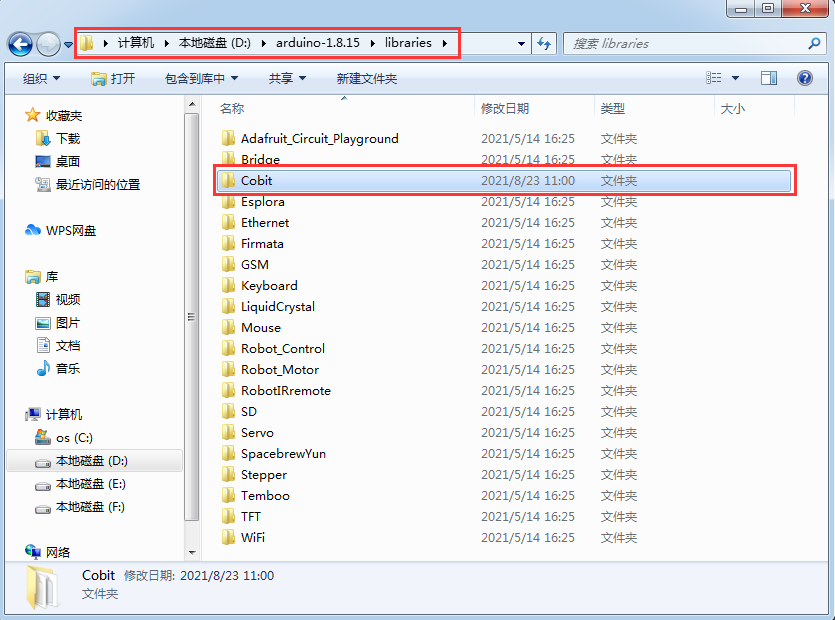 计算机 本地磁盘 (D:) arduino-1.8.15 libraries 搜索 libraries
组织 打开 包含到库中 共享 新建文件夹
收藏夹
下载
桌面
最近访问的位置
WPS网盘
库
视频
图片
文档
音乐
计算机
os (C:)
本地磁盘 (D:)
本地磁盘 (E:)
本地磁盘 (F:)
网络
名称 修改日期 类型 大小
Adafruit_Circuit_Playground 2021/5/14 16:25 文件夹
Bridge 2021/5/14 16:25 文件夹
Cobit 2021/8/23 11:00 文件夹
Esplora 2021/5/14 16:25 文件夹
Ethernet 2021/5/14 16:25 文件夹
Firmata 2021/5/14 16:25 文件夹
GSM 2021/5/14 16:25 文件夹
Keyboard 2021/5/14 16:25 文件夹
LiquidCrystal 2021/5/14 16:25 文件夹
Mouse 2021/5/14 16:25 文件夹
Robot_Control 2021/5/14 16:25 文件夹
Robot_Motor 2021/5/14 16:25 文件夹
RobotIRremote 2021/5/14 16:25 文件夹
SD 2021/5/14 16:25 文件夹
Servo 2021/5/14 16:25 文件夹
SpacebrewYun 2021/5/14 16:25 文件夹
Stepper 2021/5/14 16:25 文件夹
Temboo 2021/5/14 16:25 文件夹
TFT 2021/5/14 16:25 文件夹
WiFi 2021/5/14 16:25 文件夹
Cobit 修改日期: 2021/8/23 11:00
文件夹